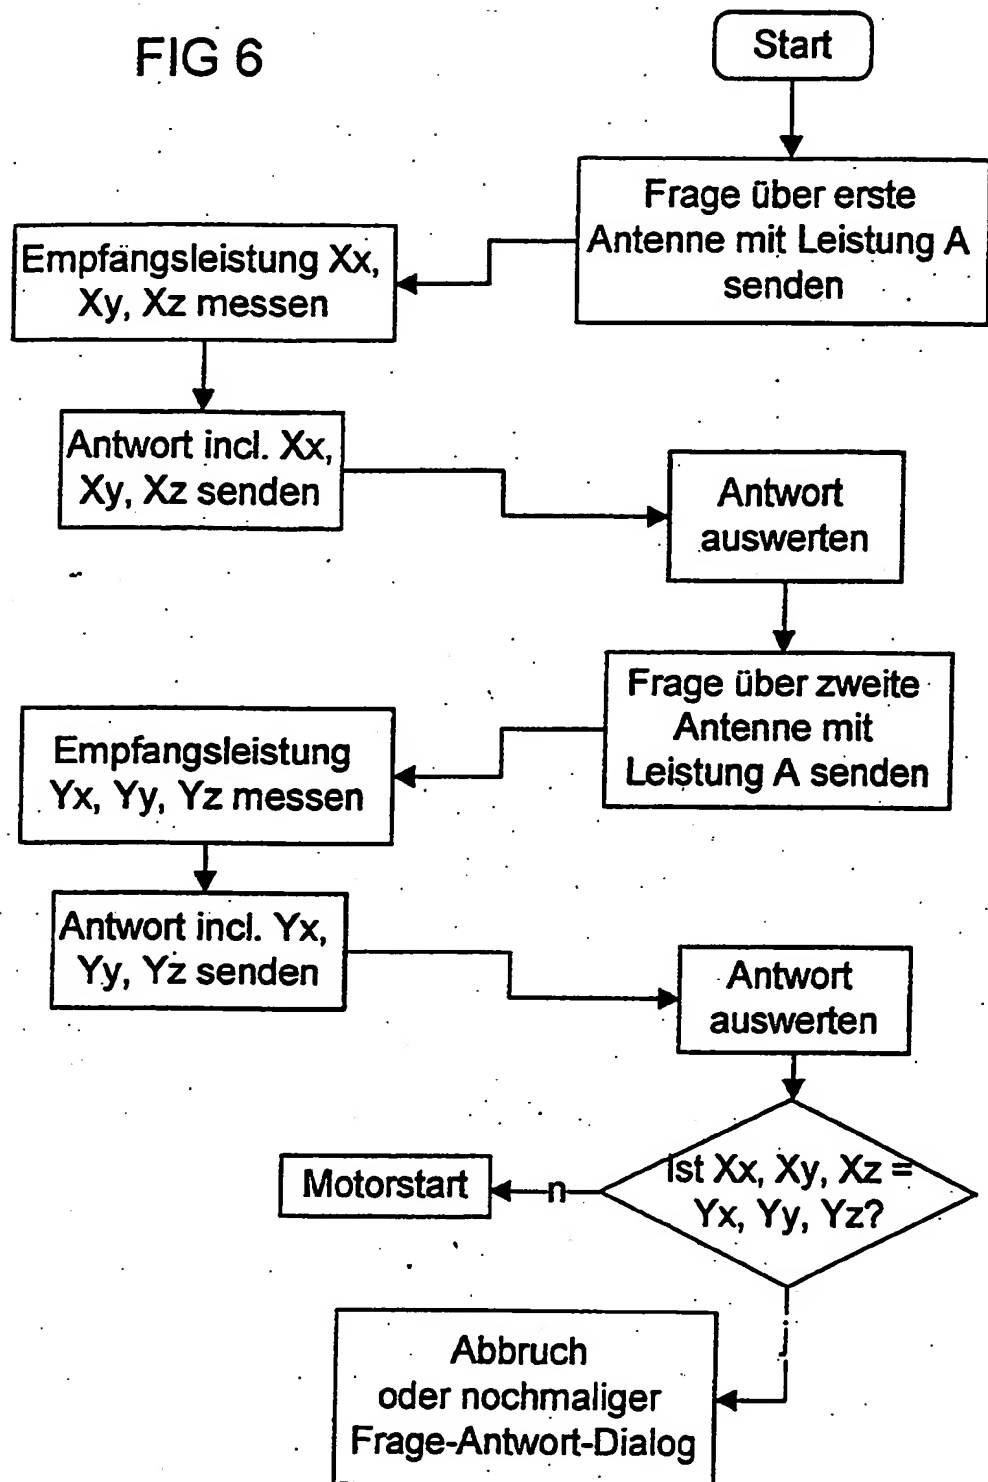 FIG 6
Start
Frage über erste
Antenne mit Leistung A
senden
Empfangsleistung Xx,
Xy, Xz messen
Antwort incl. Xx,
Xy, Xz senden
Antwort
auswerten
Frage über zweite
Antenne mit
Leistung A senden
Empfangsleistung
Yx, Yy, Yz messen
Antwort incl. Yx,
Yy, Yz senden
Antwort
auswerten
Ist Xx, Xy, Xz =
Yx, Yy, Yz?
n
Motorstart
j
Abbruch
oder nochmaliger
Frage-Antwort-Dialog